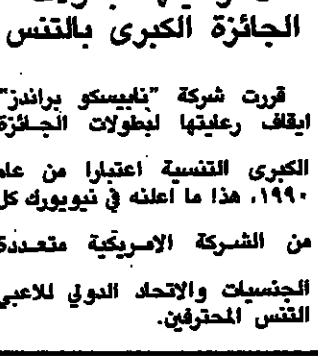 الجائزة الكبرى بالتنس
قررت شركة "نابيسكو براندز"
ايقاف رعايتها لبطولات الجائزة
الكبرى التنسية اعتبارا من عام
١٩٩٠، هذا ما اعلنه في نيويورك كل
من الشركة الامريكية متعددة
الجنسيات والاتحاد الدولي للاعبي
التنس المحترفين.